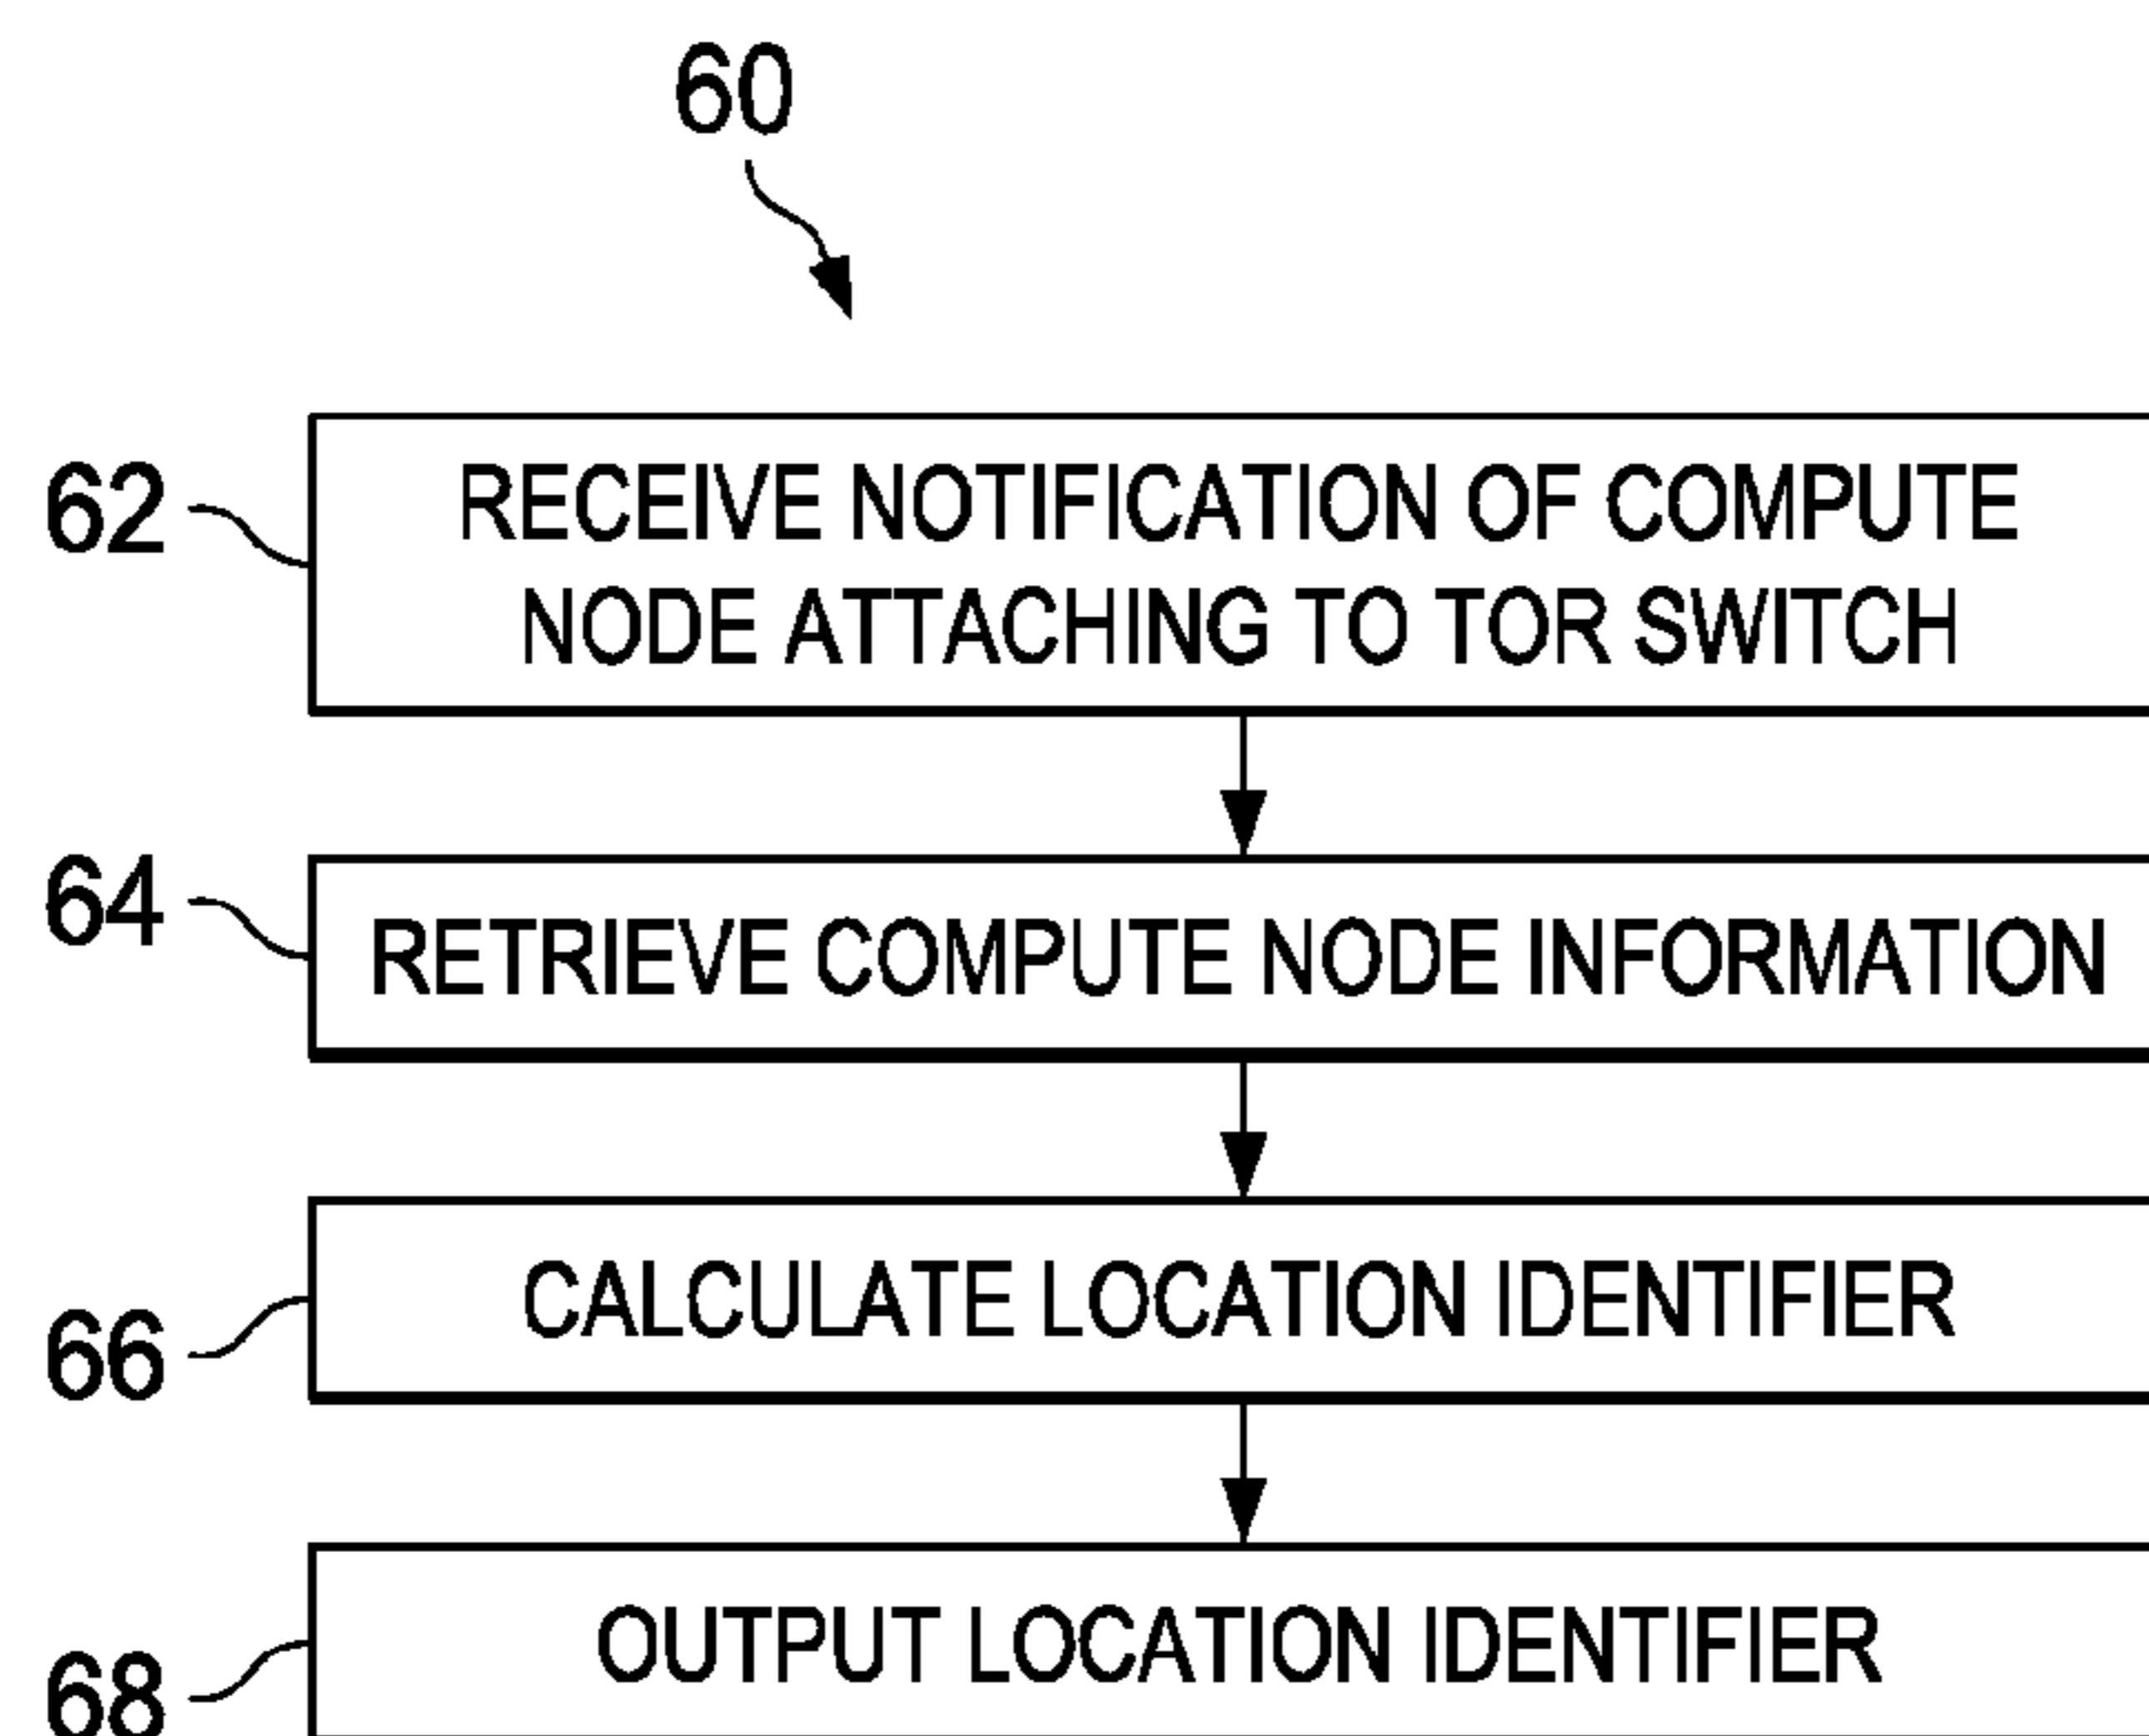 60
62
RECEIVE NOTIFICATION OF COMPUTE
NODE ATTACHING TO TOR SWITCH
64
RETRIEVE COMPUTE NODE INFORMATION
66
CALCULATE LOCATION IDENTIFIER
68
OUTPUT LOCATION IDENTIFIER